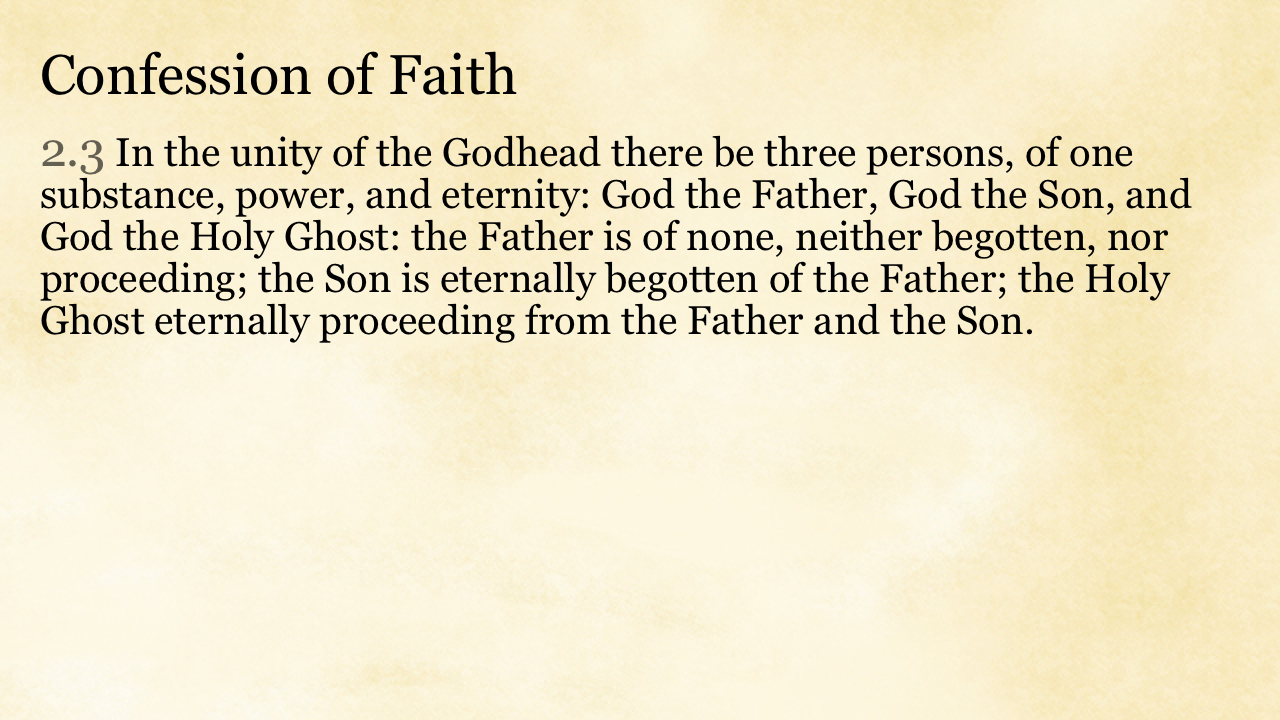 Confession of Faith
2.3 In the unity of the Godhead there be three persons, of one
substance, power, and eternity: God the Father, God the Son, and
God the Holy Ghost: the Father is of none, neither begotten, nor
proceeding; the Son is eternally begotten of the Father; the Holy
Ghost eternally proceeding from the Father and the Son.